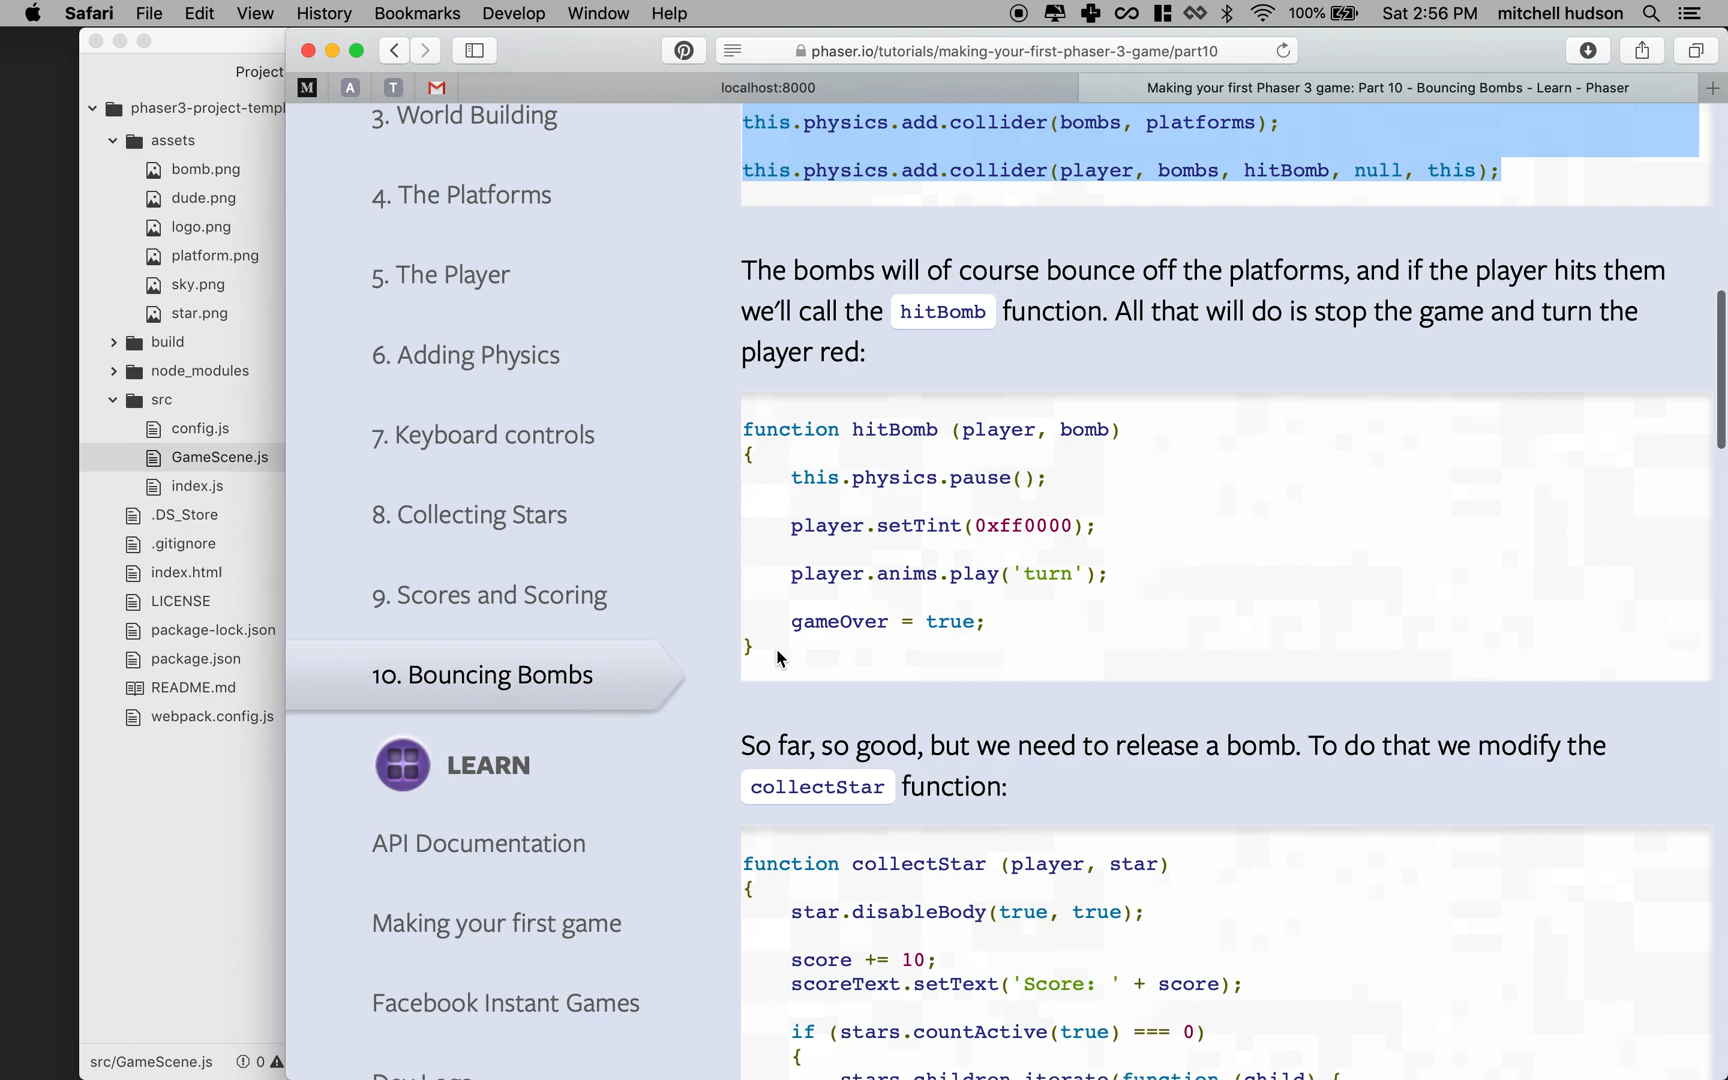 Safari File Edit View History Bookmarks Develop Window Help 100% Sat 2:56 PM mitchell hudson
phaser.io/tutorials/making-your-first-phaser-3-game/part10
M A T localhost:8000 Making your first Phaser 3 game: Part 10 - Bouncing Bombs - Learn - Phaser
Project
phaser3-project-templ
assets
bomb.png
dude.png
logo.png
platform.png
sky.png
star.png
build
node_modules
src
config.js
GameScene.js
index.js
.DS_Store
.gitignore
index.html
LICENSE
package-lock.json
package.json
README.md
webpack.config.js
src/GameScene.js 0
3. World Building
4. The Platforms
5. The Player
6. Adding Physics
7. Keyboard controls
8. Collecting Stars
9. Scores and Scoring
10. Bouncing Bombs
LEARN
API Documentation
Making your first game
Facebook Instant Games
Dev Logs
this.physics.add.collider(bombs, platforms);
this.physics.add.collider(player, bombs, hitBomb, null, this);
The bombs will of course bounce off the platforms, and if the player hits them
we'll call the hitBomb function. All that will do is stop the game and turn the
player red:
function hitBomb (player, bomb)
{
this.physics.pause();
player.setTint(0xff0000);
player.anims.play('turn');
gameOver = true;
}
So far, so good, but we need to release a bomb. To do that we modify the
collectStar function:
function collectStar (player, star)
{
star.disableBody(true, true);
score += 10;
scoreText.setText('Score: ' + score);
if (stars.countActive(true) === 0)
{
stars.children.iterate(function (child) {